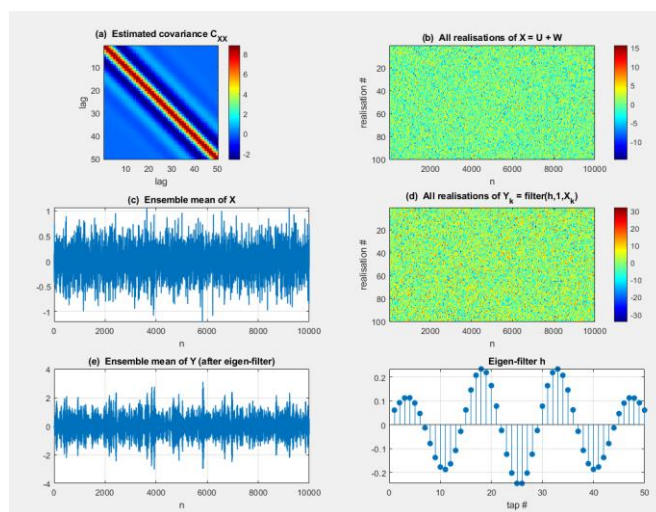 (a) Estimated covariance C_XX
lag
10
20
30
40
50
10 20 30 40 50
lag
8
6
4
2
0
-2
(b) All realisations of X = U + W
realisation #
20
40
60
80
100
2000 4000 6000 8000 10000
n
15
10
5
0
-5
-10
(c) Ensemble mean of X
1
0.5
0
-0.5
-1
0 2000 4000 6000 8000 10000
n
(d) All realisations of Y_k = filter(h,1,X_k)
realisation #
20
40
60
80
100
2000 4000 6000 8000 10000
n
30
20
10
0
-10
-20
-30
(e) Ensemble mean of Y (after eigen-filter)
4
2
0
-2
-4
0 2000 4000 6000 8000 10000
n
Eigen-filter h
0.2
0.1
0
-0.1
-0.2
0 10 20 30 40 50
tap #